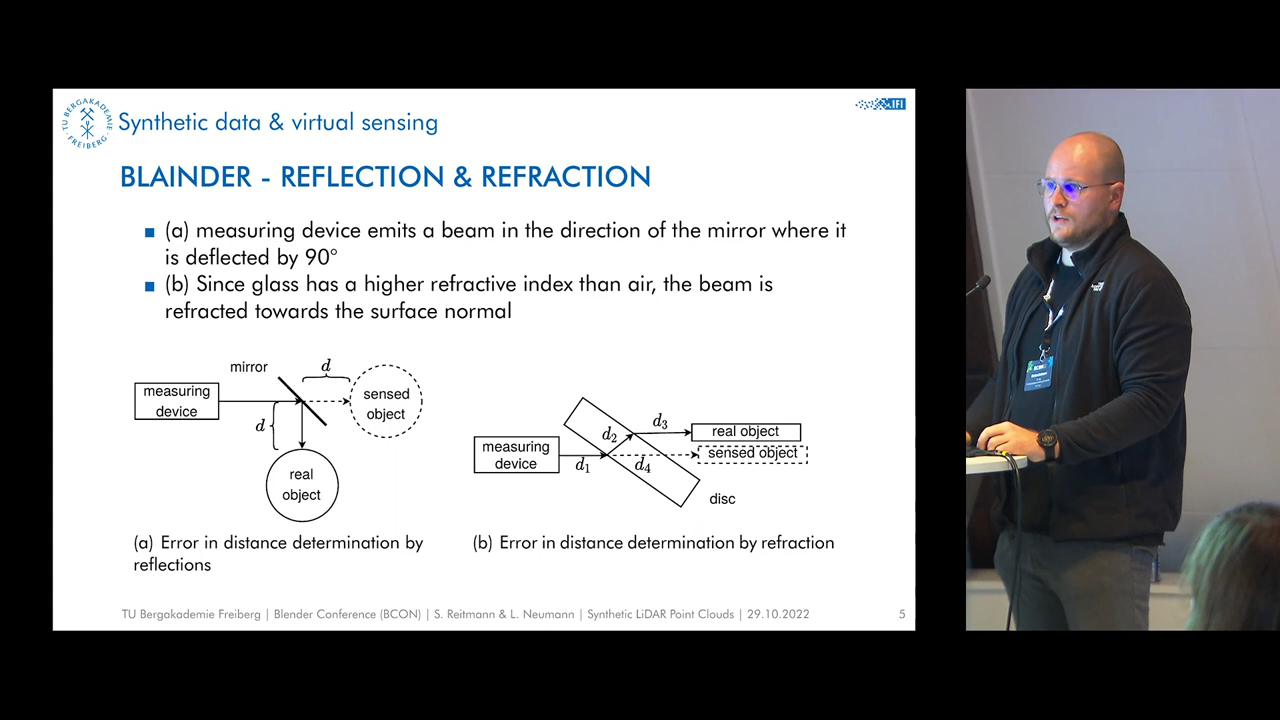 TU BERGAKADEMIE FREIBERG
Synthetic data & virtual sensing
IFI
BLAINDER - REFLECTION & REFRACTION
(a) measuring device emits a beam in the direction of the mirror where it
is deflected by 90°
(b) Since glass has a higher refractive index than air, the beam is
refracted towards the surface normal
mirror
d
measuring
device
sensed
object
d
real
object
measuring
device
d1
d2
d3
d4
real object
sensed object
disc
(a) Error in distance determination by
reflections
(b) Error in distance determination by refraction
TU Bergakademie Freiberg | Blender Conference (BCON) | S. Reitmann & L. Neumann | Synthetic LiDAR Point Clouds | 29.10.2022
5
BCON